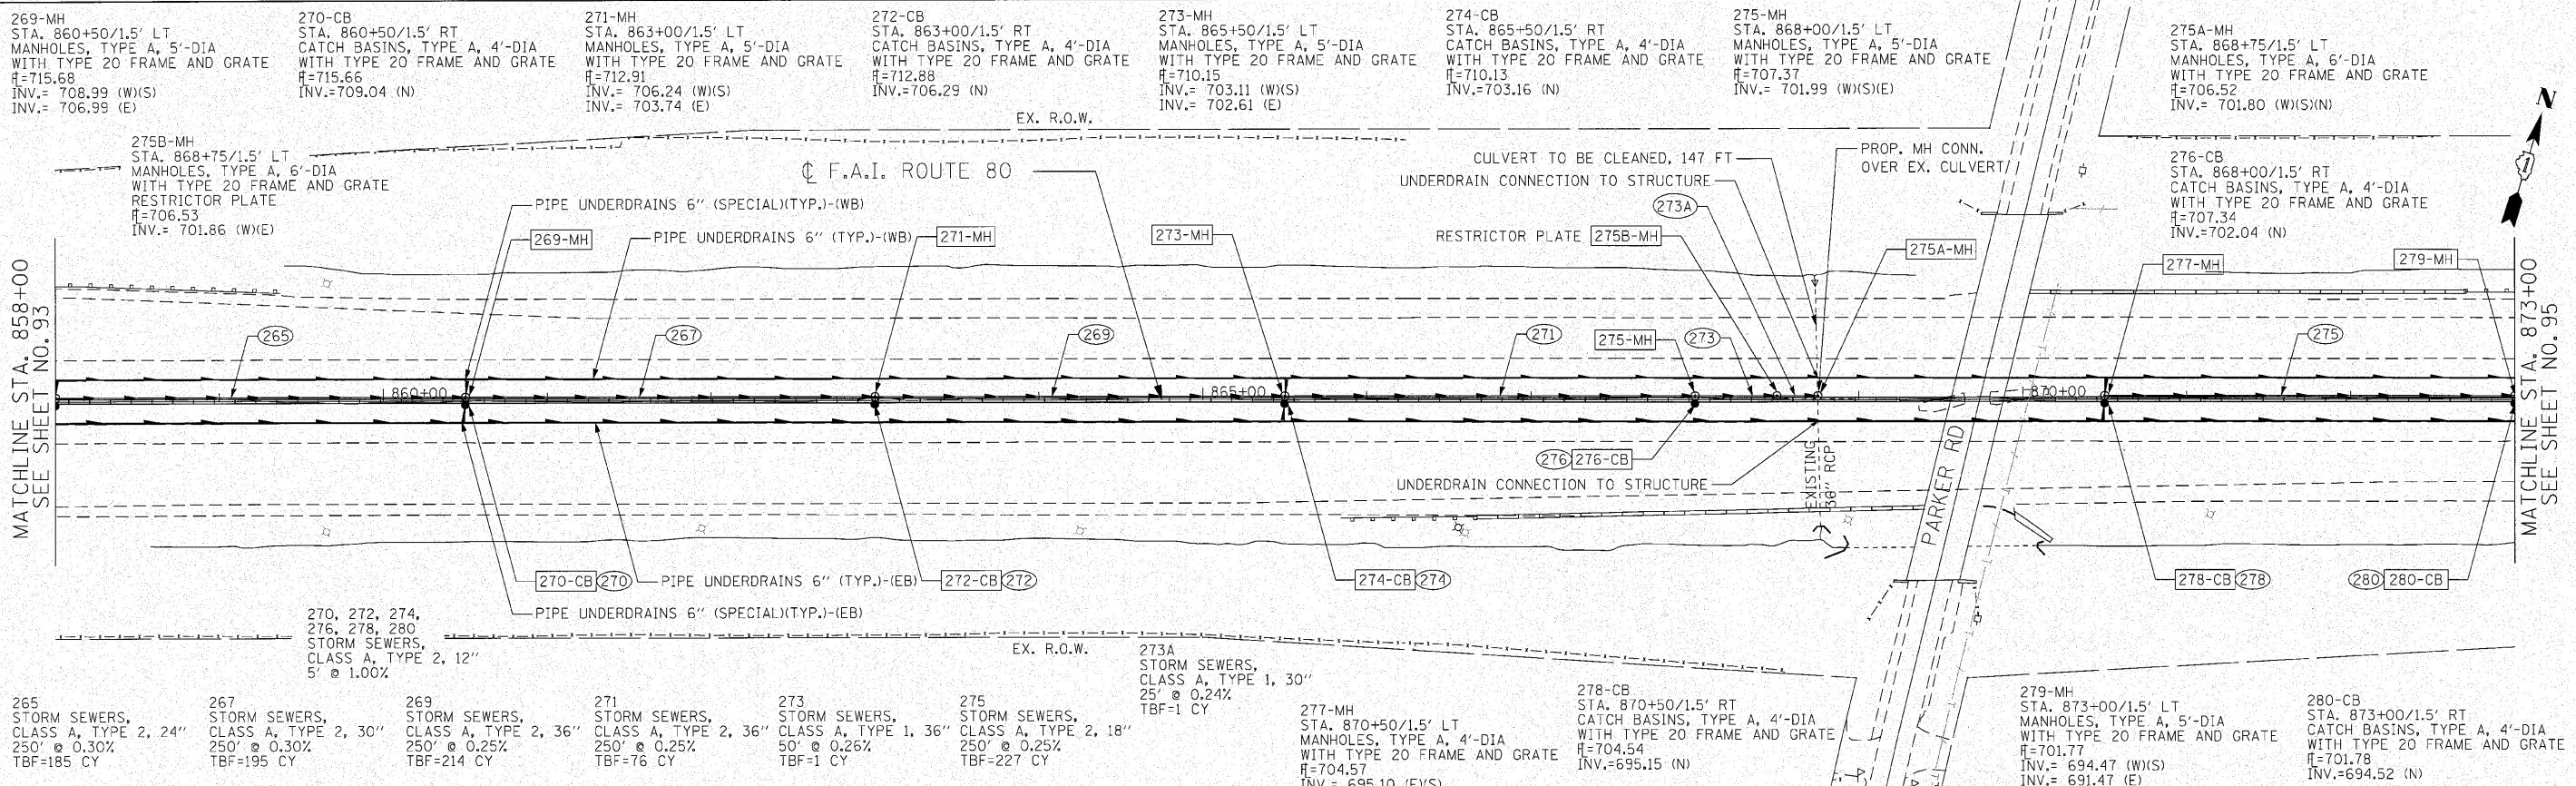 269-MH
STA. 860+50/1.5' LT
MANHOLES, TYPE A, 5'-DIA
WITH TYPE 20 FRAME AND GRATE
FL=715.68
INV.= 708.99 (W)(S)
INV.= 706.99 (E)
270-CB
STA. 860+50/1.5' RT
CATCH BASINS, TYPE A, 4'-DIA
WITH TYPE 20 FRAME AND GRATE
FL=715.66
INV.=709.04 (N)
271-MH
STA. 863+00/1.5' LT
MANHOLES, TYPE A, 5'-DIA
WITH TYPE 20 FRAME AND GRATE
FL=712.91
INV.= 706.24 (W)(S)
INV.= 703.74 (E)
272-CB
STA. 863+00/1.5' RT
CATCH BASINS, TYPE A, 4'-DIA
WITH TYPE 20 FRAME AND GRATE
FL=712.88
INV.=706.29 (N)
273-MH
STA. 865+50/1.5' LT
MANHOLES, TYPE A, 5'-DIA
WITH TYPE 20 FRAME AND GRATE
FL=710.15
INV.= 703.11 (W)(S)
INV.= 702.61 (E)
274-CB
STA. 865+50/1.5' RT
CATCH BASINS, TYPE A, 4'-DIA
WITH TYPE 20 FRAME AND GRATE
FL=710.13
INV.=703.16 (N)
275-MH
STA. 868+00/1.5' LT
MANHOLES, TYPE A, 5'-DIA
WITH TYPE 20 FRAME AND GRATE
FL=707.37
INV.= 701.99 (W)(S)(E)
275A-MH
STA. 868+75/1.5' LT
MANHOLES, TYPE A, 6'-DIA
WITH TYPE 20 FRAME AND GRATE
FL=706.52
INV.= 701.80 (W)(S)(N)
275B-MH
STA. 868+75/1.5' LT
MANHOLES, TYPE A, 6'-DIA
WITH TYPE 20 FRAME AND GRATE
RESTRICTOR PLATE
FL=706.53
INV.= 701.86 (W)(E)
276-CB
STA. 868+00/1.5' RT
CATCH BASINS, TYPE A, 4'-DIA
WITH TYPE 20 FRAME AND GRATE
FL=707.34
INV.=702.04 (N)
N
EX. R.O.W.
℄ F.A.I. ROUTE 80
CULVERT TO BE CLEANED, 147 FT
UNDERDRAIN CONNECTION TO STRUCTURE
PROP. MH CONN.
OVER EX. CULVERT
273A
PIPE UNDERDRAINS 6" (SPECIAL)(TYP.)-(WB)
269-MH
PIPE UNDERDRAINS 6" (TYP.)-(WB)
271-MH
273-MH
RESTRICTOR PLATE 275B-MH
275A-MH
277-MH
279-MH
MATCHLINE STA. 858+00
SEE SHEET NO. 93
265
267
269
271
275-MH
273
275
MATCHLINE STA. 873+00
SEE SHEET NO. 95
860+00
865+00
870+00
276 276-CB
EXISTING
36" RCP
UNDERDRAIN CONNECTION TO STRUCTURE
PARKER RD
270-CB 270
PIPE UNDERDRAINS 6" (TYP.)-(EB)
272-CB 272
274-CB 274
278-CB 278
280 280-CB
PIPE UNDERDRAINS 6" (SPECIAL)(TYP.)-(EB)
270, 272, 274,
276, 278, 280
STORM SEWERS,
CLASS A, TYPE 2, 12"
5' @ 1.00%
EX. R.O.W.
273A
STORM SEWERS,
CLASS A, TYPE 1, 30"
25' @ 0.24%
TBF=1 CY
265
STORM SEWERS,
CLASS A, TYPE 2, 24"
250' @ 0.30%
TBF=185 CY
267
STORM SEWERS,
CLASS A, TYPE 2, 30"
250' @ 0.30%
TBF=195 CY
269
STORM SEWERS,
CLASS A, TYPE 2, 36"
250' @ 0.25%
TBF=214 CY
271
STORM SEWERS,
CLASS A, TYPE 2, 36"
250' @ 0.25%
TBF=76 CY
273
STORM SEWERS,
CLASS A, TYPE 1, 36"
50' @ 0.26%
TBF=1 CY
275
STORM SEWERS,
CLASS A, TYPE 2, 18"
250' @ 0.25%
TBF=227 CY
277-MH
STA. 870+50/1.5' LT
MANHOLES, TYPE A, 4'-DIA
WITH TYPE 20 FRAME AND GRATE
FL=704.57
INV.= 695.10 (E)(S)
278-CB
STA. 870+50/1.5' RT
CATCH BASINS, TYPE A, 4'-DIA
WITH TYPE 20 FRAME AND GRATE
FL=704.54
INV.=695.15 (N)
279-MH
STA. 873+00/1.5' LT
MANHOLES, TYPE A, 5'-DIA
WITH TYPE 20 FRAME AND GRATE
FL=701.77
INV.= 694.47 (W)(S)
INV.= 691.47 (E)
280-CB
STA. 873+00/1.5' RT
CATCH BASINS, TYPE A, 4'-DIA
WITH TYPE 20 FRAME AND GRATE
FL=701.78
INV.=694.52 (N)